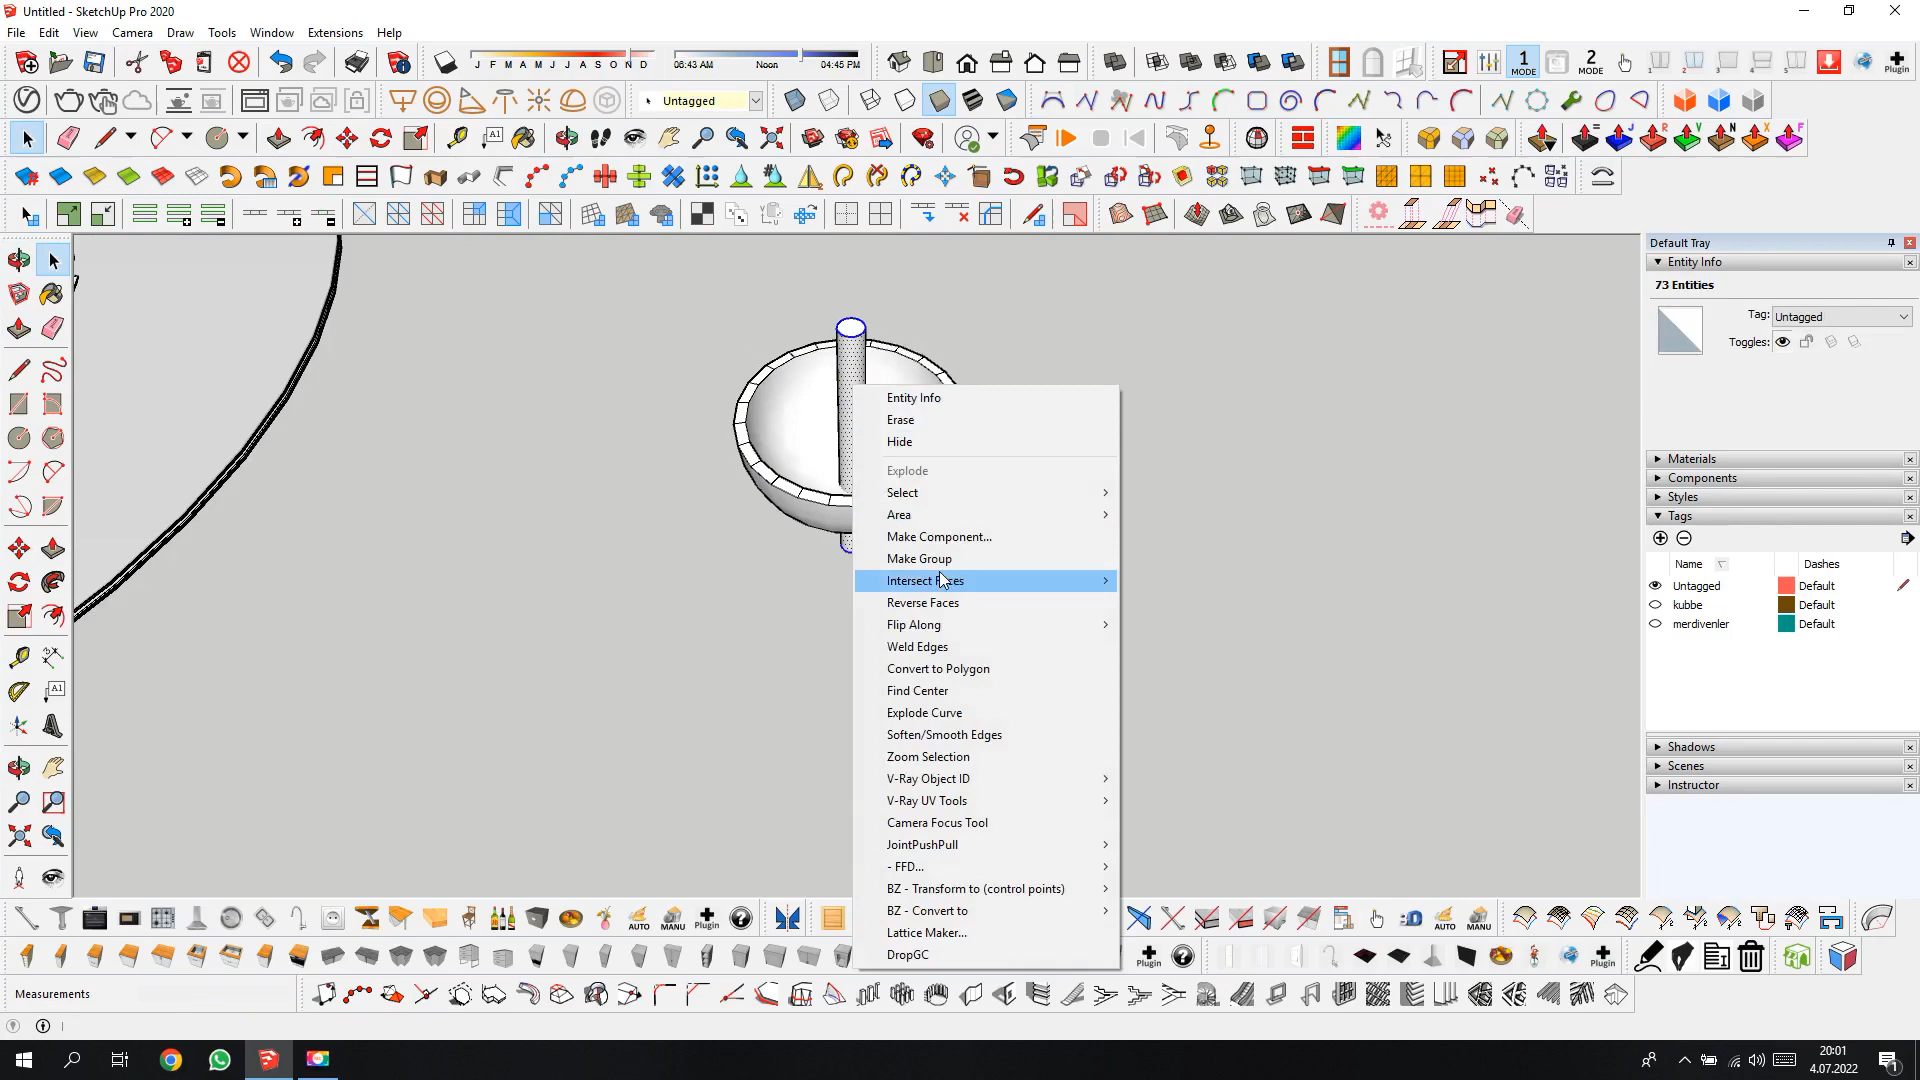 Untitled - SketchUp Pro 2020
File Edit View Camera Draw Tools Window Extensions Help
J F M A M J J A S O N D
06:43 AM Noon 04:45 PM
1 MODE
2 MODE
Plugin
Untagged
A1
Default Tray
Entity Info
73 Entities
Tag: Untagged
Toggles:
Entity Info
Erase
Hide
Explode
Select
Area
Make Component...
Make Group
Intersect Faces
Reverse Faces
Flip Along
Weld Edges
Convert to Polygon
Find Center
Explode Curve
Soften/Smooth Edges
Zoom Selection
V-Ray Object ID
V-Ray UV Tools
Camera Focus Tool
JointPushPull
- FFD...
BZ - Transform to (control points)
BZ - Convert to
Lattice Maker...
DropGC
Materials
Components
Styles
Tags
Name Dashes
Untagged Default
kubbe Default
merdivenler Default
Shadows
Scenes
Instructor
A1
AUTO MANU Plugin
AUTO MANU
Plugin
Plugin
Measurements
20:01
4.07.2022
1